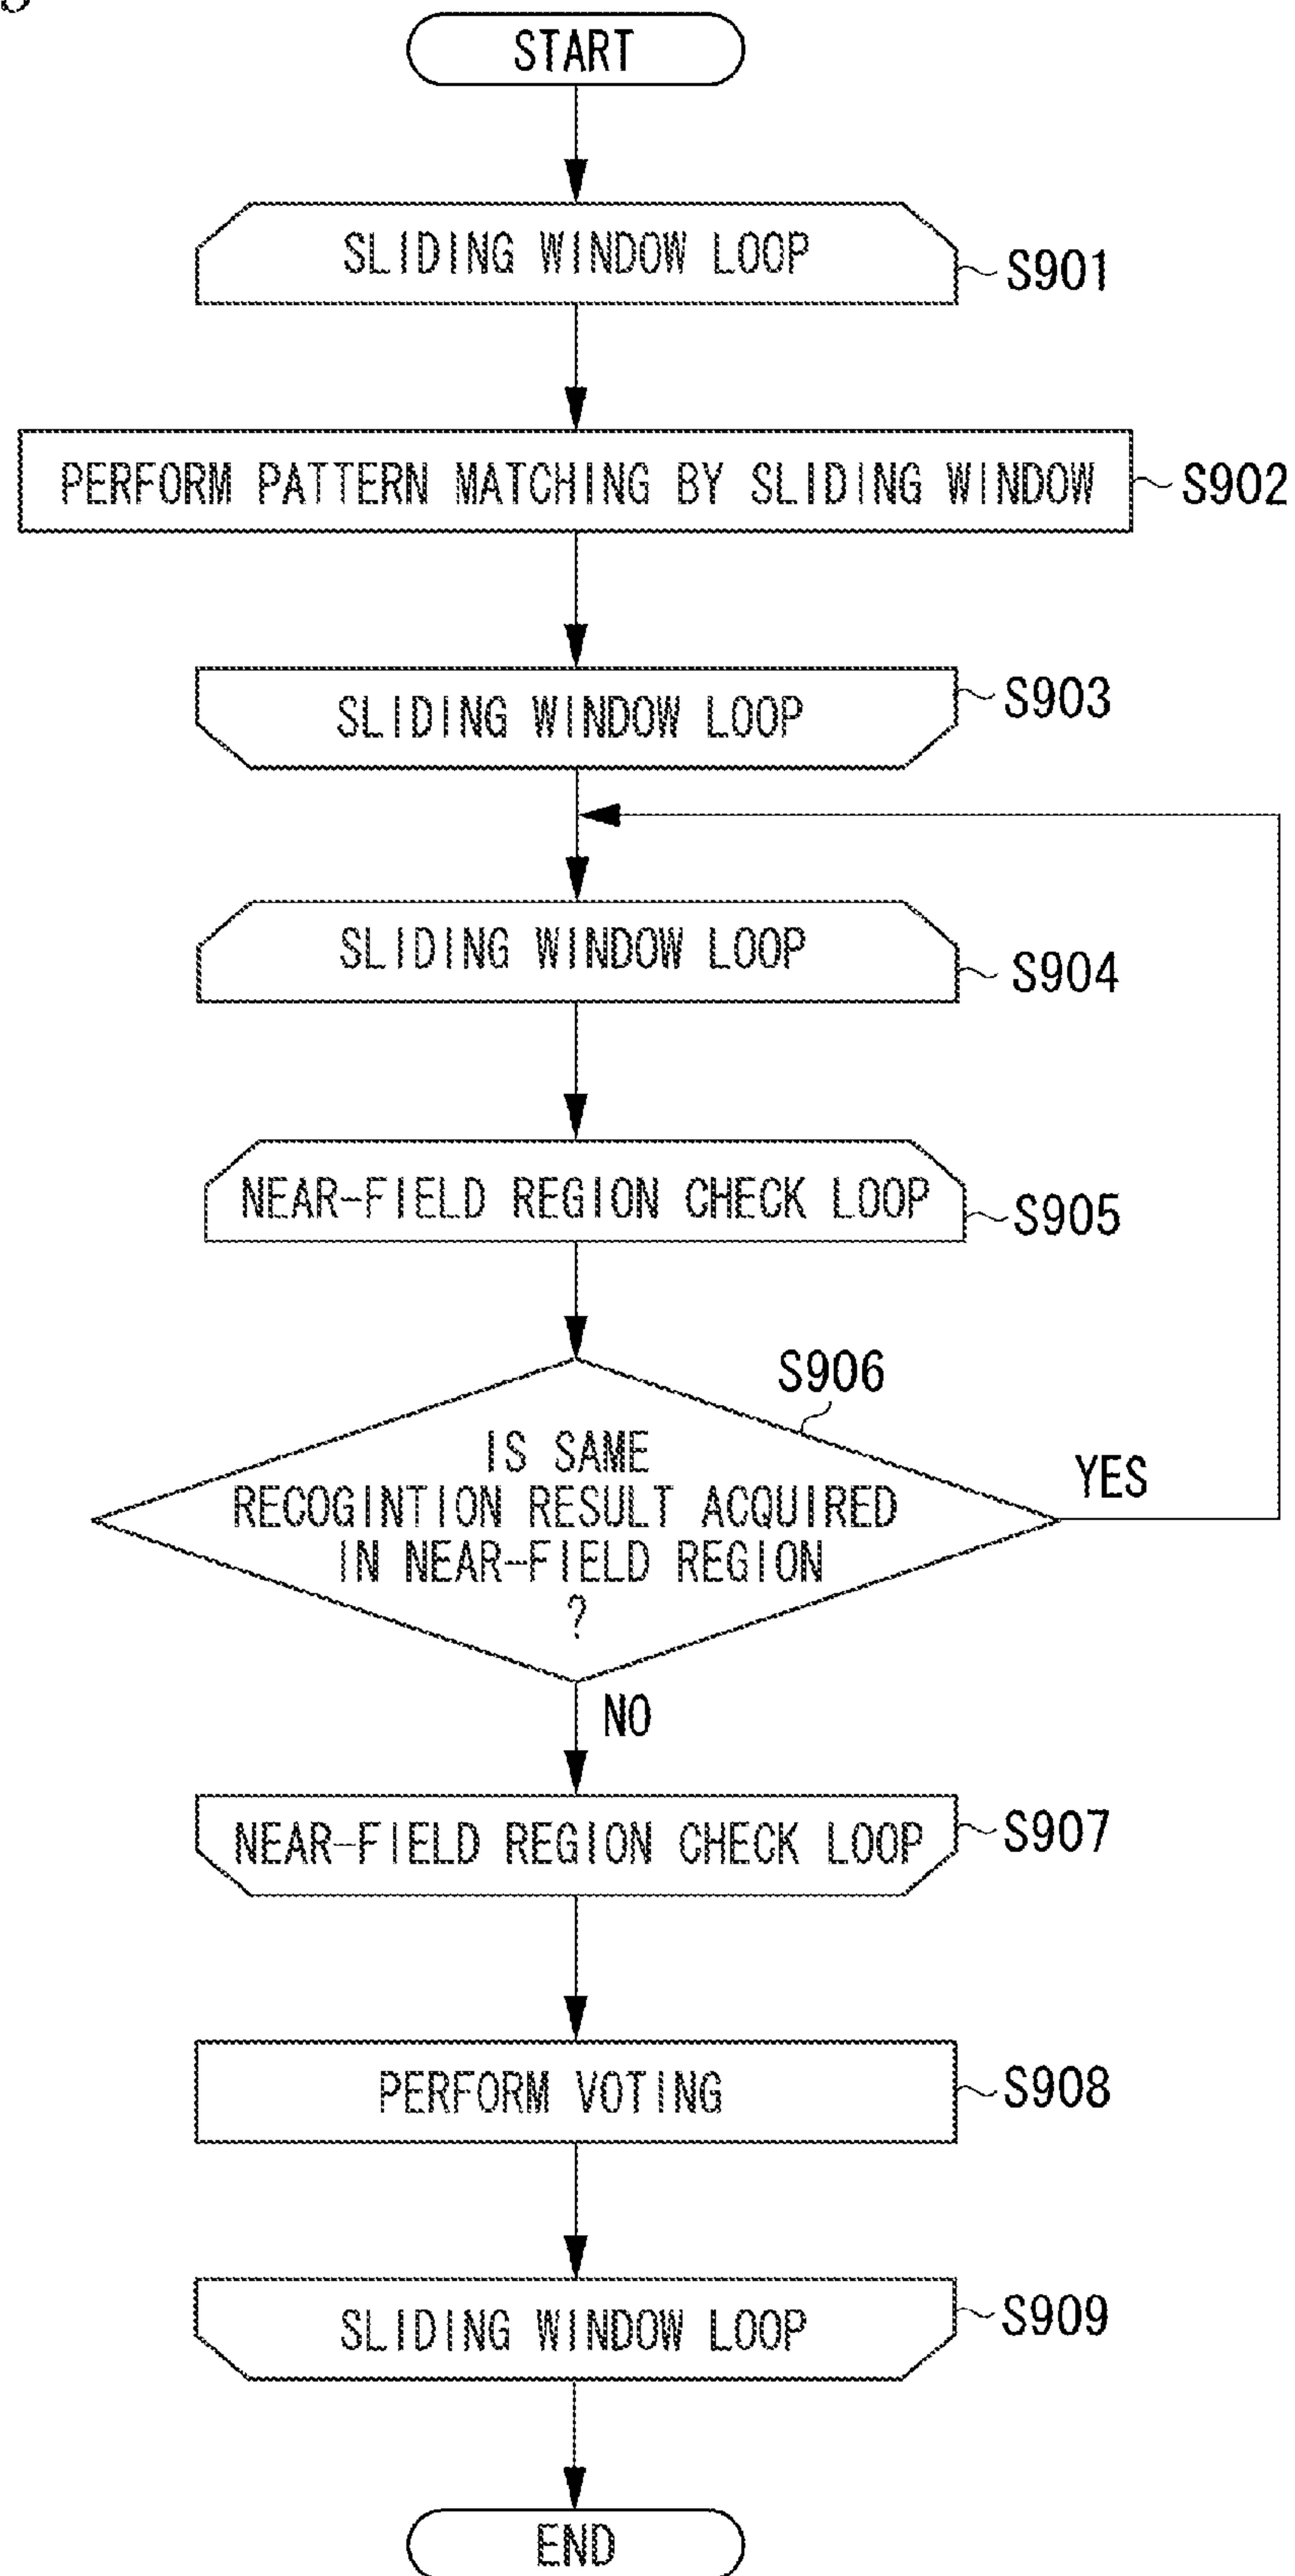 START
SLIDING WINDOW LOOP
S901
PERFORM PATTERN MATCHING BY SLIDING WINDOW
S902
SLIDING WINDOW LOOP
S903
SLIDING WINDOW LOOP
S904
NEAR-FIELD REGION CHECK LOOP
S905
S906
IS SAME
RECOGINTION RESULT ACQUIRED
IN NEAR-FIELD REGION
?
YES
NO
NEAR-FIELD REGION CHECK LOOP
S907
PERFORM VOTING
S908
SLIDING WINDOW LOOP
S909
END